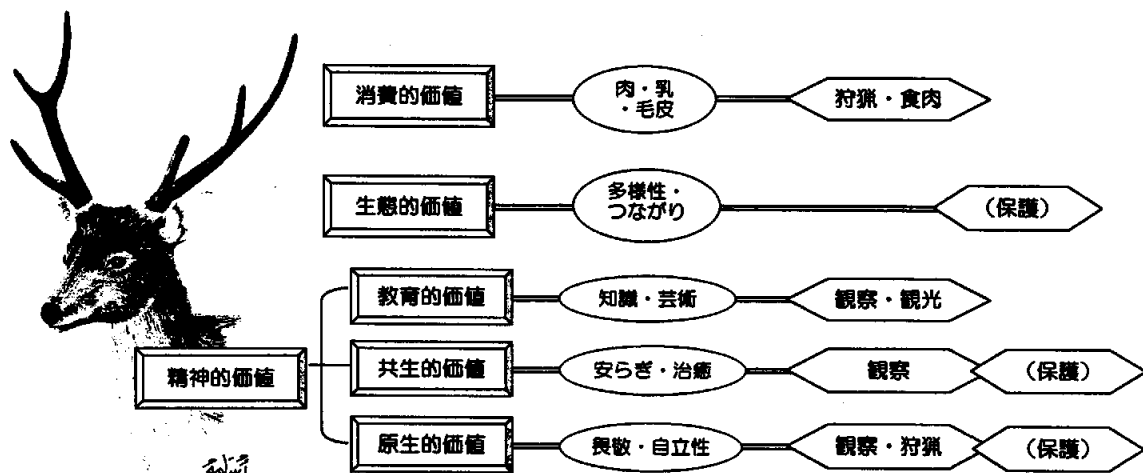 消費的価値
肉・乳
・毛皮
狩猟・食肉
生態的価値
多様性・
つながり
(保護)
教育的価値
知識・芸術
観察・観光
精神的価値
共生的価値
安らぎ・治癒
観察
(保護)
原生的価値
畏敬・自立性
観察・狩猟
(保護)